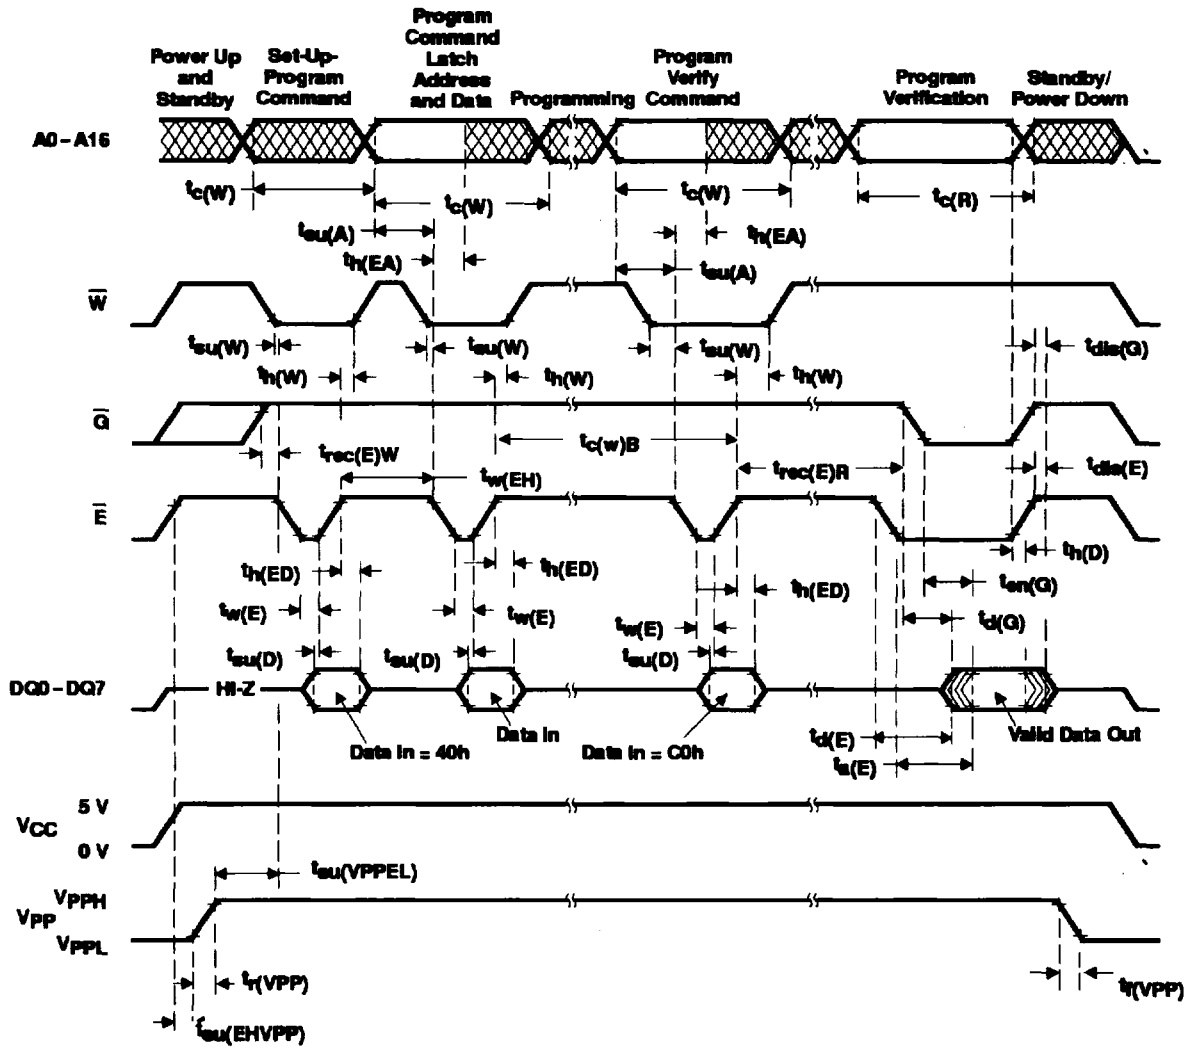 Power Up
and
Standby
Set-Up-
Program
Command
Program
Command
Latch
Address
and Data
Programming
Program
Verify
Command
Program
Verification
Standby/
Power Down
A0–A16
tc(W)
tc(W)
tc(W)
tc(R)
tsu(A)
th(EA)
th(EA)
tsu(A)
W
tsu(W)
tsu(W)
tsu(W)
tdis(G)
th(W)
th(W)
th(W)
G
trec(E)W
tc(w)B
trec(E)R
tdis(E)
tw(EH)
E
th(D)
th(ED)
th(ED)
th(ED)
ten(G)
tw(E)
tw(E)
tw(E)
td(G)
tsu(D)
tsu(D)
tsu(D)
DQ0–DQ7
HI-Z
Data In = 40h
Data In
Data In = C0h
Valid Data Out
td(E)
ta(E)
5 V
VCC
0 V
tsu(VPPEL)
VPPH
VPP
VPPL
tr(VPP)
tf(VPP)
tsu(EHVPP)